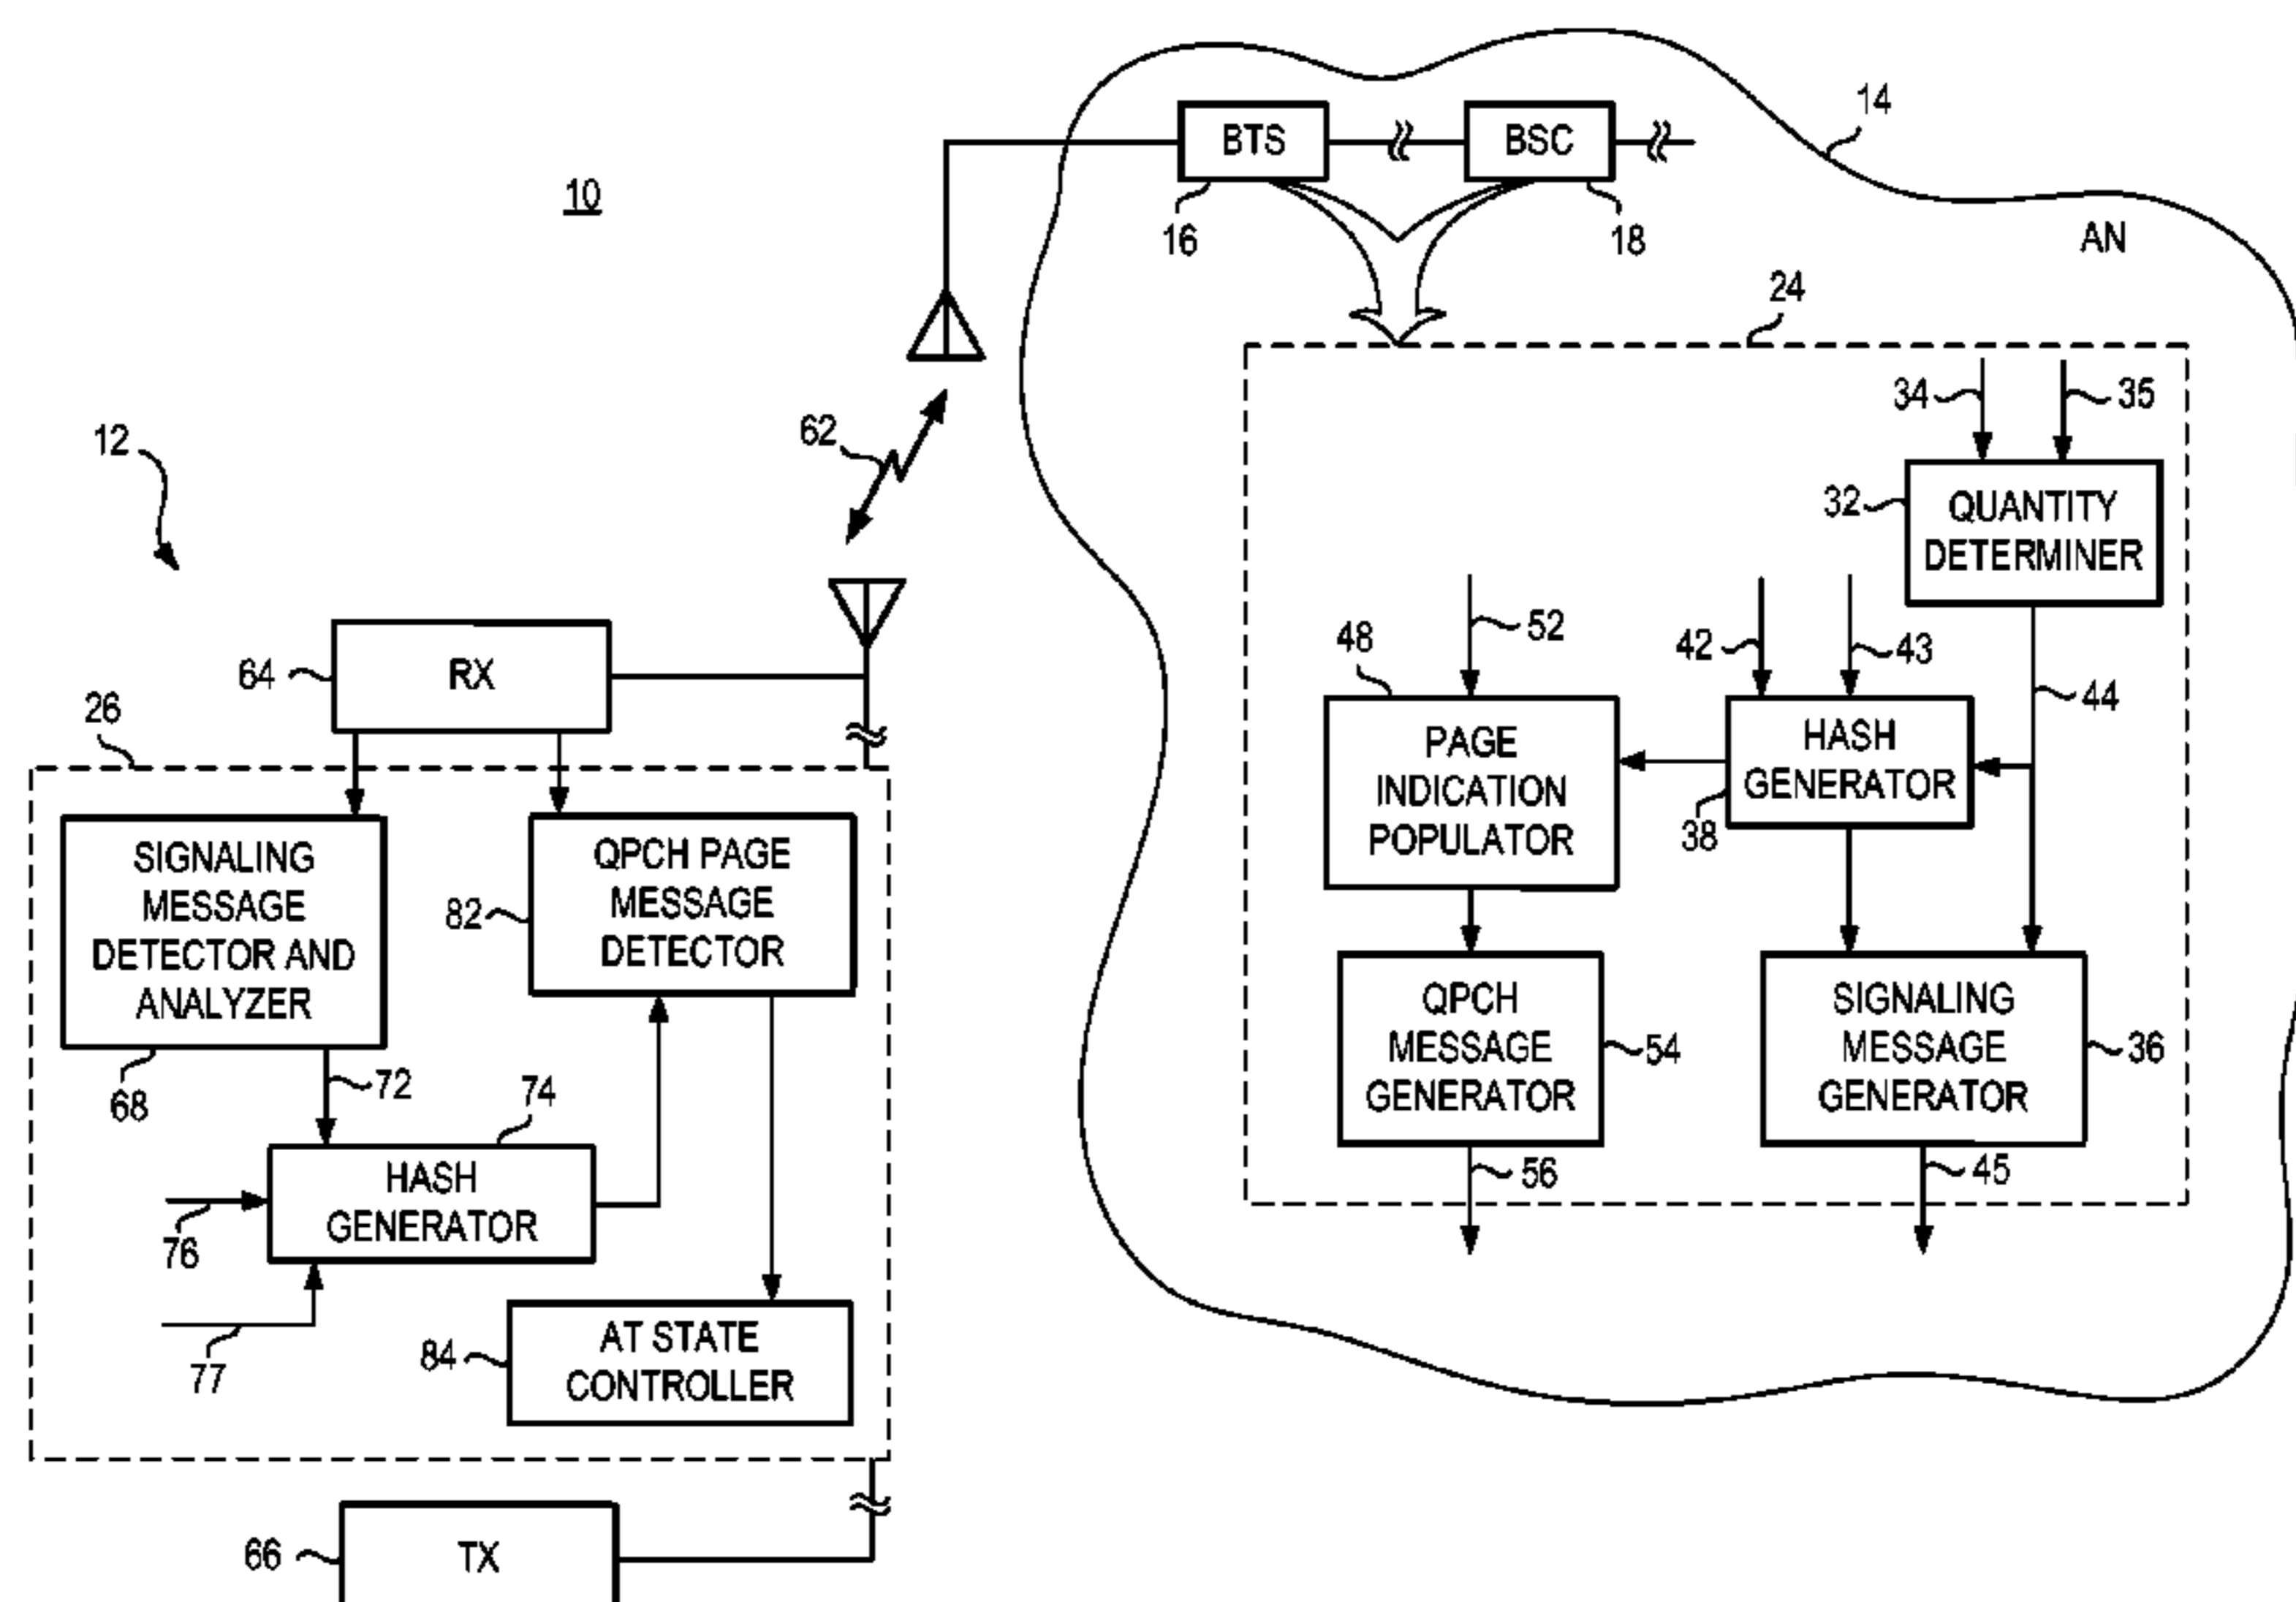 10
12
14
BTS
BSC
16
18
AN
24
34
35
32
QUANTITY
DETERMINER
62
52
42
43
44
48
PAGE
INDICATION
POPULATOR
HASH
GENERATOR
38
QPCH
MESSAGE
GENERATOR
54
SIGNALING
MESSAGE
GENERATOR
36
56
45
64
RX
26
SIGNALING
MESSAGE
DETECTOR AND
ANALYZER
68
QPCH PAGE
MESSAGE
DETECTOR
82
72
74
HASH
GENERATOR
76
77
84
AT STATE
CONTROLLER
66
TX